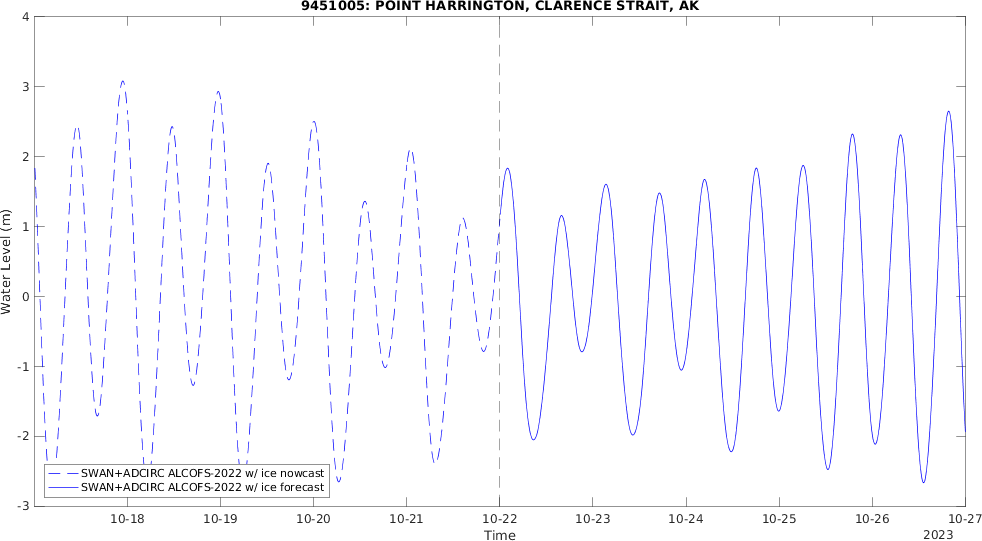 9451005: POINT HARRINGTON, CLARENCE STRAIT, AK
4
3
2
1
0
-1
-2
-3
Water Level (m)
SWAN+ADCIRC ALCOFS-2022 w/ ice nowcast
SWAN+ADCIRC ALCOFS-2022 w/ ice forecast
10-18 10-19 10-20 10-21 10-22 10-23 10-24 10-25 10-26 10-27
Time
2023